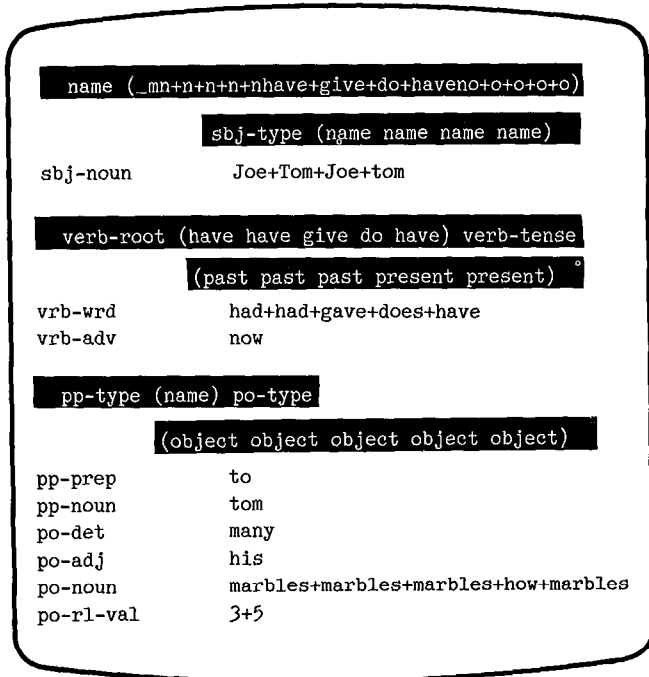 name (_mn+n+n+n+nhave+give+do+haveno+o+o+o+o)
sbj-type (name name name name)
sbj-noun Joe+Tom+Joe+tom
verb-root (have have give do have) verb-tense
(past past past present present)
vrb-wrd had+had+gave+does+have
vrb-adv now
pp-type (name) po-type
(object object object object object)
pp-prep to
pp-noun tom
po-det many
po-adj his
po-noun marbles+marbles+marbles+how+marbles
po-rl-val 3+5